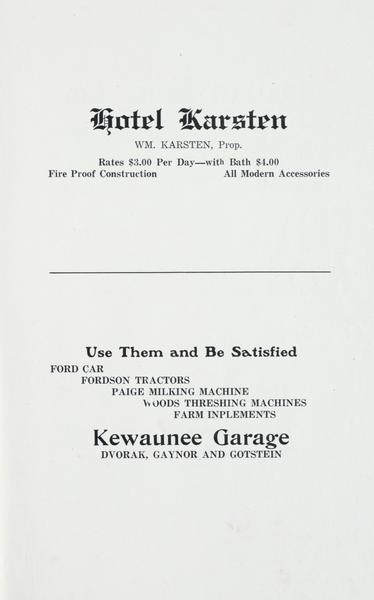 Hotel Karsten
WM. KARSTEN, Prop.
Rates $3.00 Per Day—with Bath $4.00
Fire Proof Construction All Modern Accessories
Use Them and Be Satisfied
FORD CAR
FORDSON TRACTORS
PAIGE MILKING MACHINE
WOODS THRESHING MACHINES
FARM INPLEMENTS
Kewaunee Garage
DVORAK, GAYNOR AND GOTSTEIN